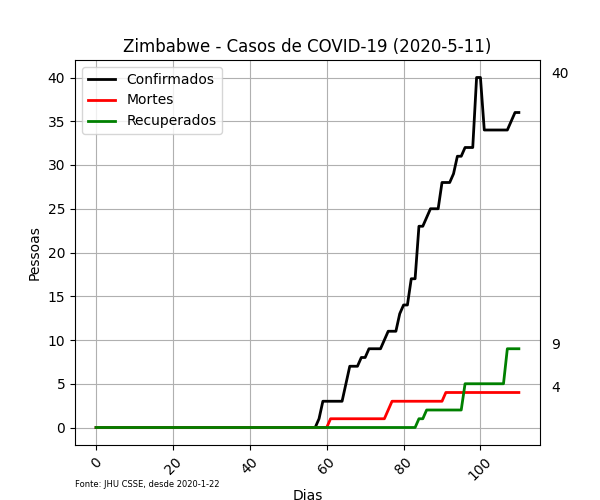 Zimbabwe - Casos de COVID-19 (2020-5-11)
Confirmados
Mortes
Recuperados
40
35
30
25
20
15
10
5
0
Pessoas
40
9
4
0
20
40
60
80
100
Dias
Fonte: JHU CSSE, desde 2020-1-22